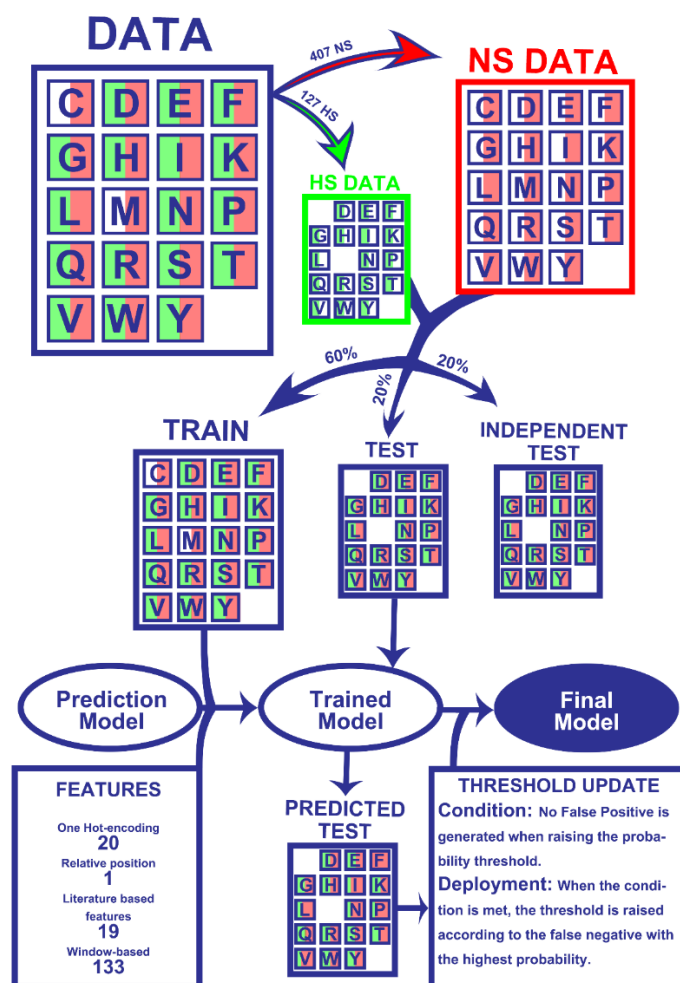 DATA
407 NS
127 HS
NS DATA
HS DATA
C D E F
G H I K
L M N P
Q R S T
V W Y
D E F
G H I K
L N P
Q R S T
V W Y
C D E F
G H I K
L M N P
Q R S T
V W Y
60%
20%
20%
TRAIN
TEST
INDEPENDENT
TEST
C D E F
G H I K
L M N P
Q R S T
V W Y
D E F
G H I K
L N P
Q R S T
V W Y
D E F
G H I K
L N P
Q R S T
V W Y
Prediction
Model
Trained
Model
Final
Model
FEATURES
One Hot-encoding
20
Relative position
1
Literature based
features
19
Window-based
133
PREDICTED
TEST
D E F
G H I K
L N P
Q R S T
V W Y
THRESHOLD UPDATE
Condition: No False Positive is
generated when raising the proba-
bility threshold.
Deployment: When the condi-
tion is met, the threshold is raised
according to the false negative with
the highest probability.